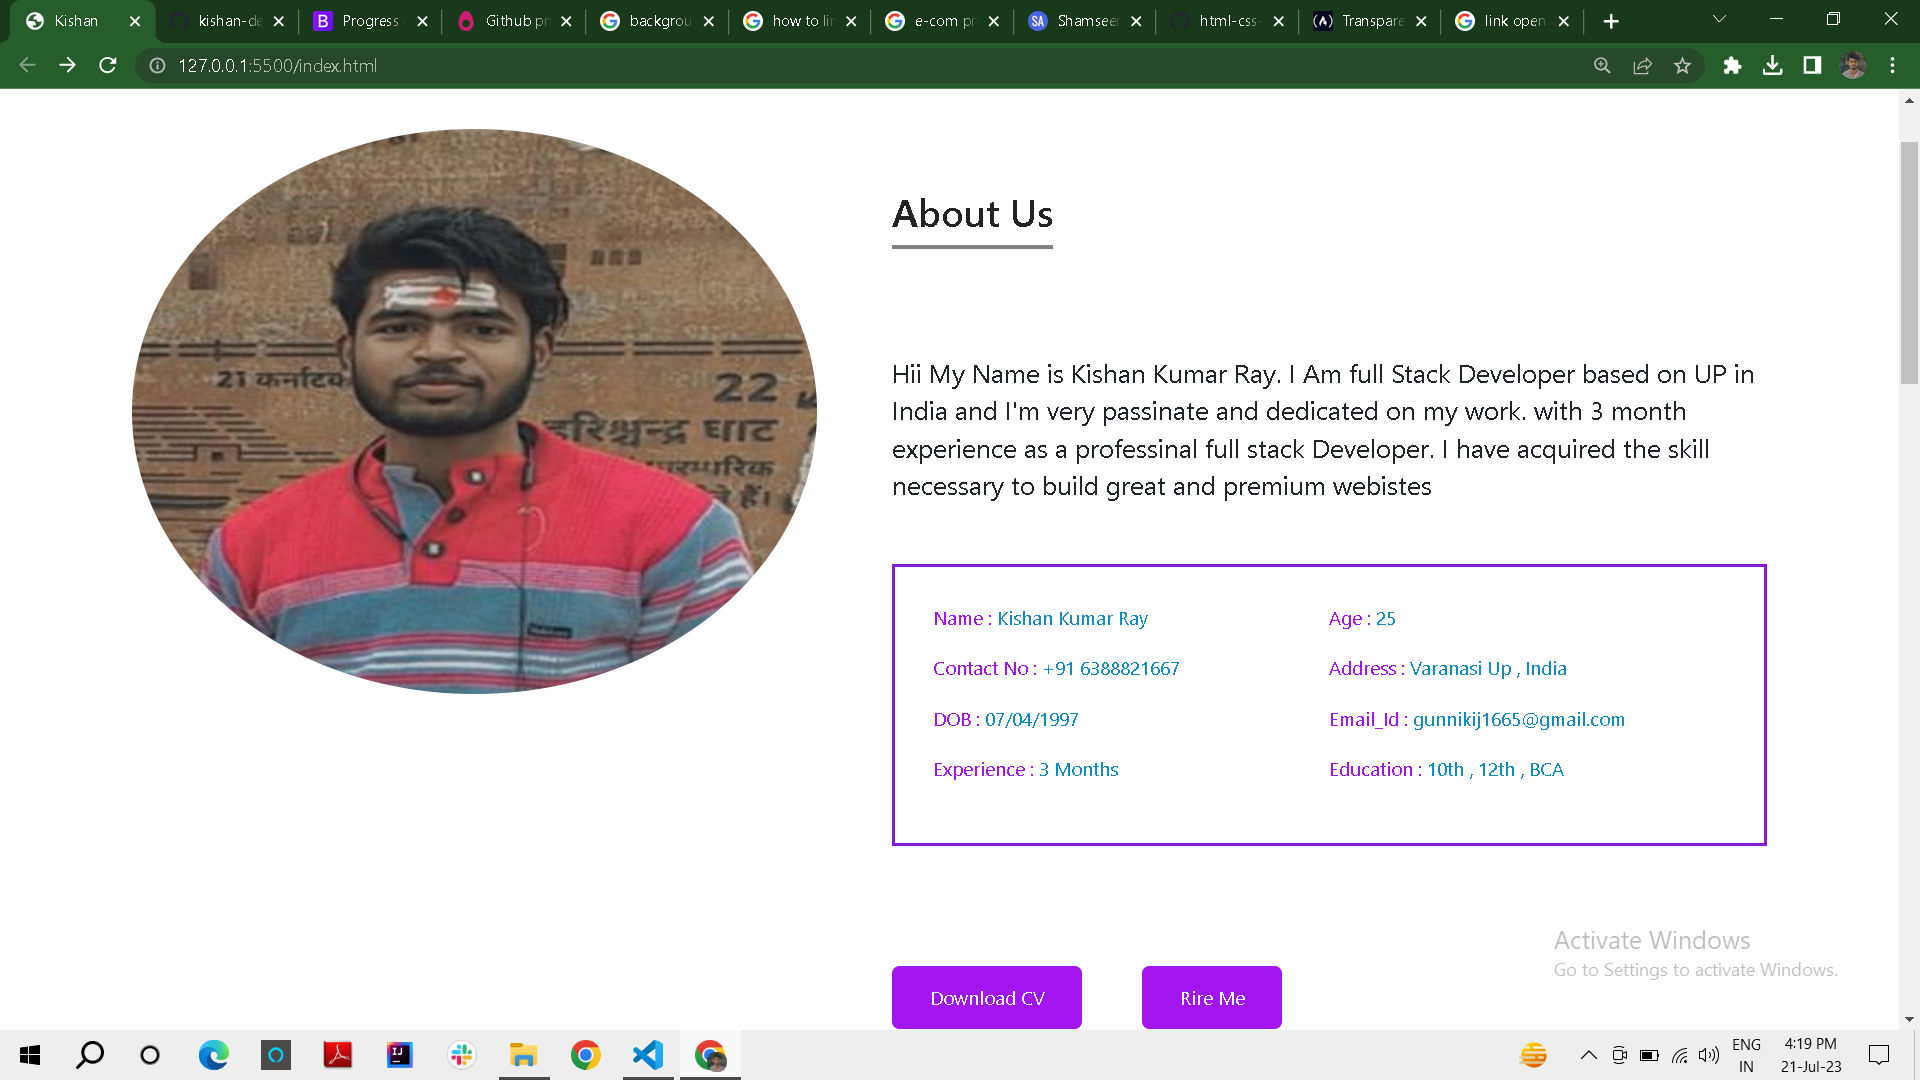 Kishan
kishan-de
Progress
Github pr
backgrou
how to lin
e-com pr
Shamseer
html-css-
Transpare
link open
127.0.0.1:5500/index.html
About Us
Hii My Name is Kishan Kumar Ray. I Am full Stack Developer based on UP in
India and I'm very passinate and dedicated on my work. with 3 month
experience as a professinal full stack Developer. I have acquired the skill
necessary to build great and premium webistes
21 कर्नाटक
22
हरिश्चन्द्र घाट
Name : Kishan Kumar Ray
Age : 25
Contact No : +91 6388821667
Address : Varanasi Up , India
DOB : 07/04/1997
Email_Id : gunnikij1665@gmail.com
Experience : 3 Months
Education : 10th , 12th , BCA
Activate Windows
Go to Settings to activate Windows.
Download CV
Rire Me
ENG
IN
4:19 PM
21-Jul-23